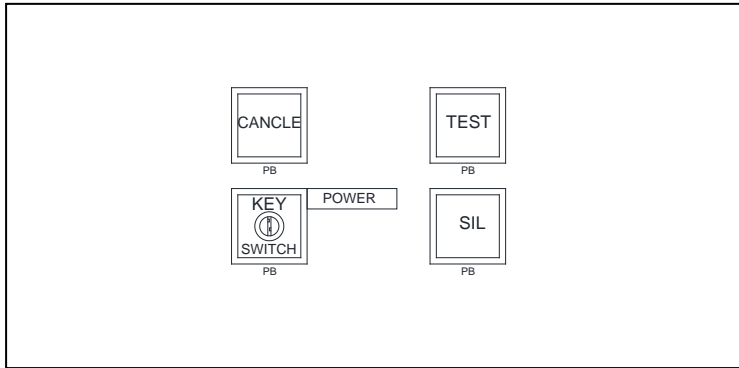 CANCLE
PB
TEST
PB
KEY
SWITCH
PB
POWER
SIL
PB